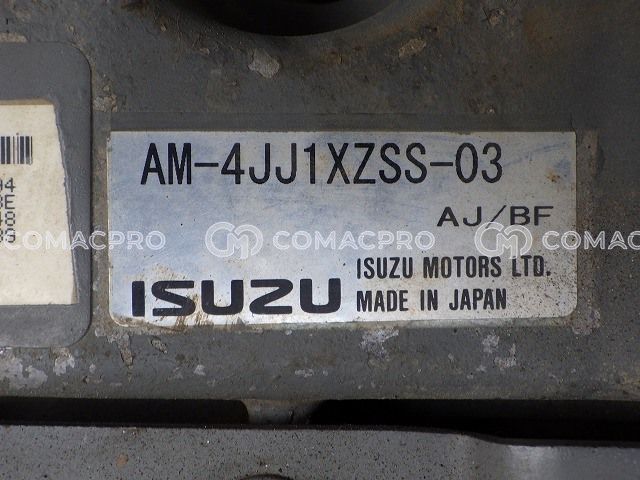 AM-4JJ1XZSS-03
AJ/BF
COMACPRO COMACPRO COMACPRO
ISUZU ISUZU MOTORS LTD.
MADE IN JAPAN